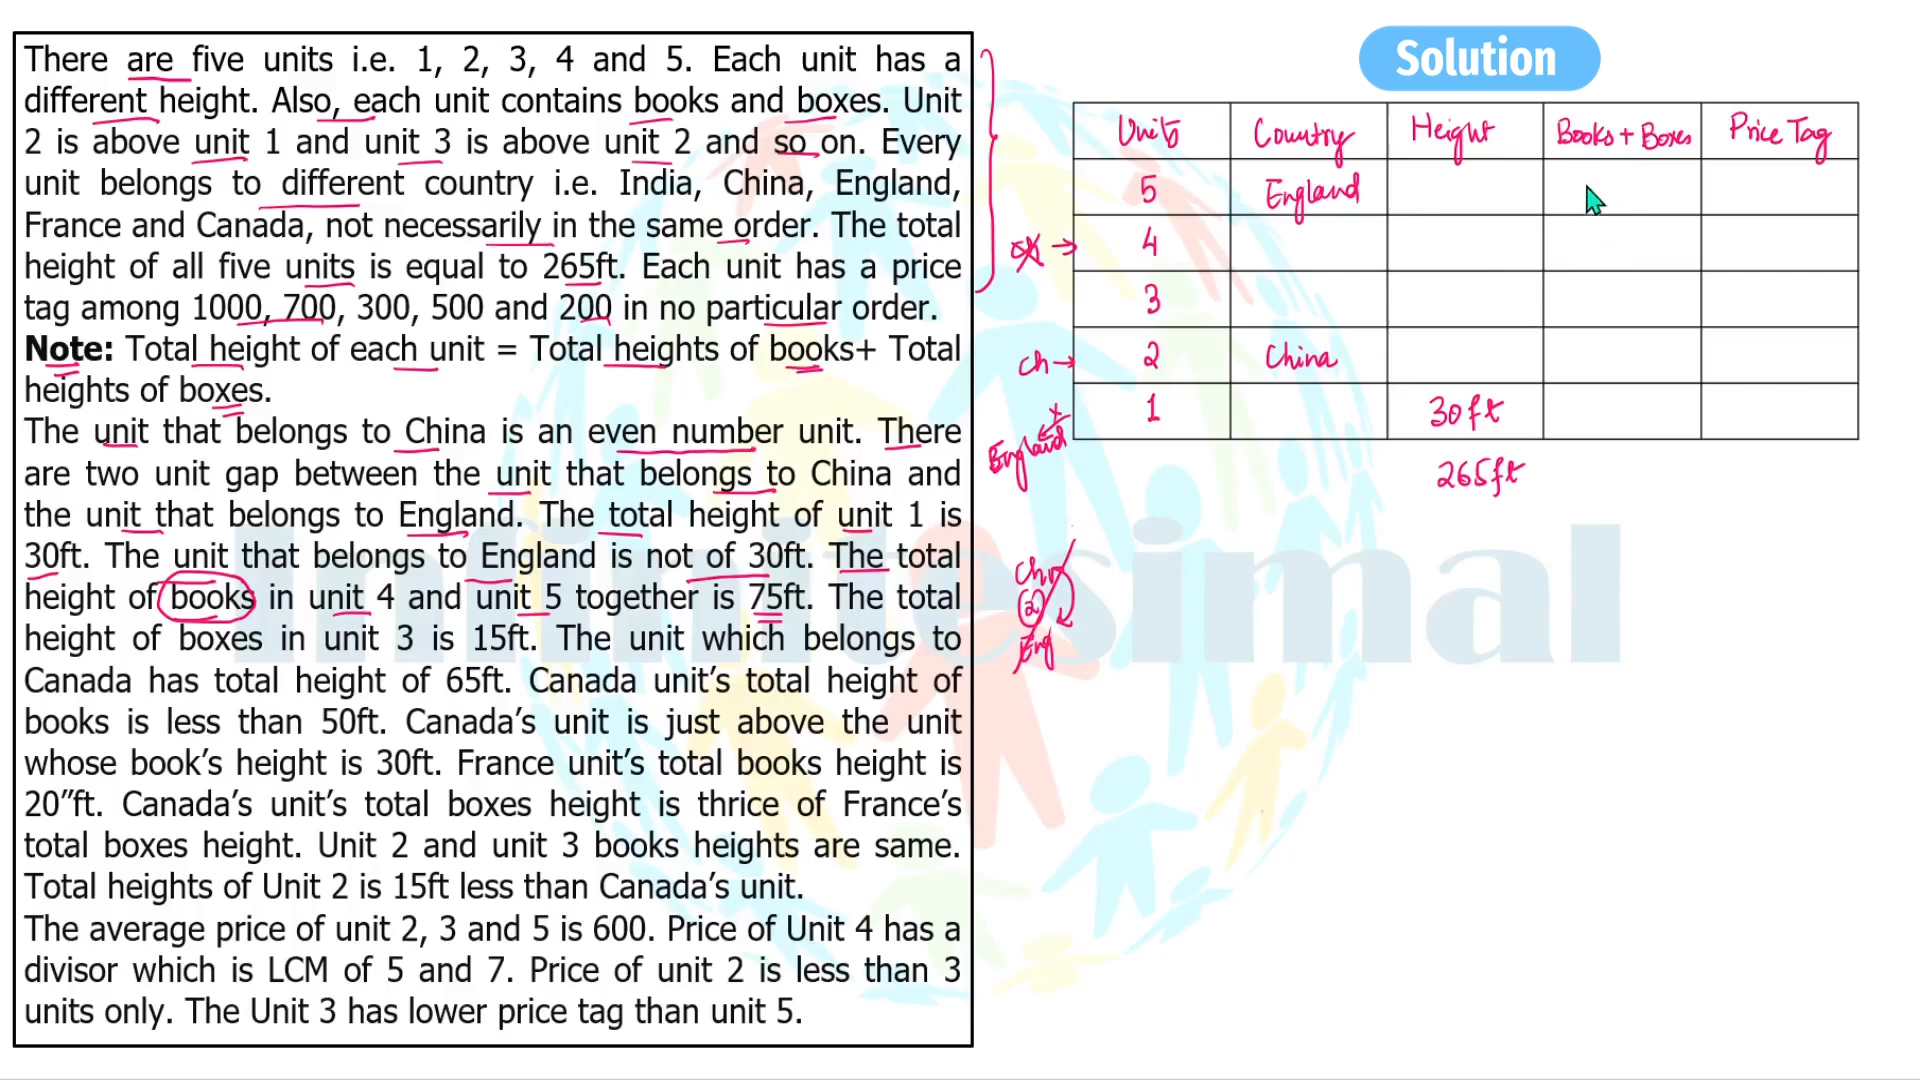 There are five units i.e. 1, 2, 3, 4 and 5. Each unit has a
different height. Also, each unit contains books and boxes. Unit
2 is above unit 1 and unit 3 is above unit 2 and so on. Every
unit belongs to different country i.e. India, China, England,
France and Canada, not necessarily in the same order. The total
height of all five units is equal to 265ft. Each unit has a price
tag among 1000, 700, 300, 500 and 200 in no particular order.
Note: Total height of each unit = Total heights of books+ Total
heights of boxes.
The unit that belongs to China is an even number unit. There
are two unit gap between the unit that belongs to China and
the unit that belongs to England. The total height of unit 1 is
30ft. The unit that belongs to England is not of 30ft. The total
height of books in unit 4 and unit 5 together is 75ft. The total
height of boxes in unit 3 is 15ft. The unit which belongs to
Canada has total height of 65ft. Canada unit’s total height of
books is less than 50ft. Canada’s unit is just above the unit
whose book’s height is 30ft. France unit’s total books height is
20”ft. Canada’s unit’s total boxes height is thrice of France’s
total boxes height. Unit 2 and unit 3 books heights are same.
Total heights of Unit 2 is 15ft less than Canada’s unit.
The average price of unit 2, 3 and 5 is 600. Price of Unit 4 has a
divisor which is LCM of 5 and 7. Price of unit 2 is less than 3
units only. The Unit 3 has lower price tag than unit 5.
Solution
Units Country Height Books + Boxes Price Tag
5 England
4
3
ch → 2 China
1 30ft
England
265ft
ch
2
Eng
Infinitesimal